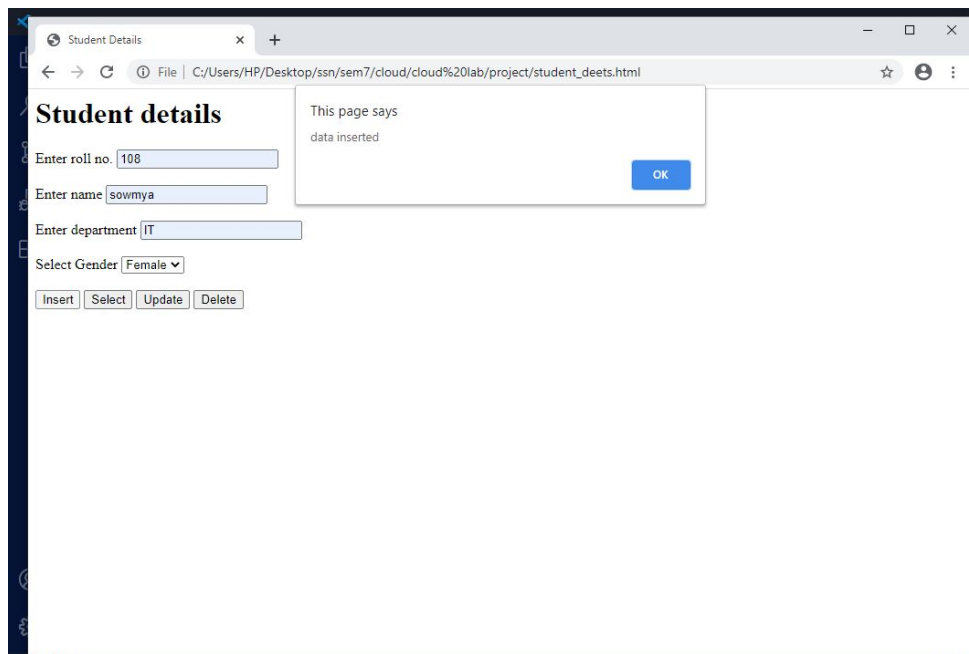 Student Details
File | C:/Users/HP/Desktop/ssn/sem7/cloud/cloud%20lab/project/student_deets.html
Student details
This page says
data inserted
OK
Enter roll no. 108
Enter name sowmya
Enter department IT
Select Gender Female
Insert Select Update Delete